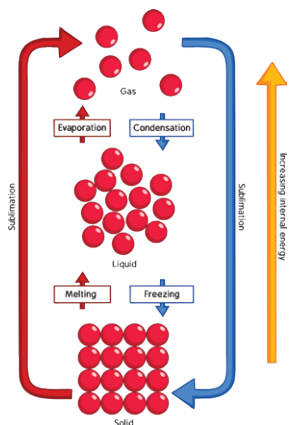 Gas
Evaporation
Condensation
Sublimation
Sublimation
Increasing internal energy
Liquid
Melting
Freezing
Solid